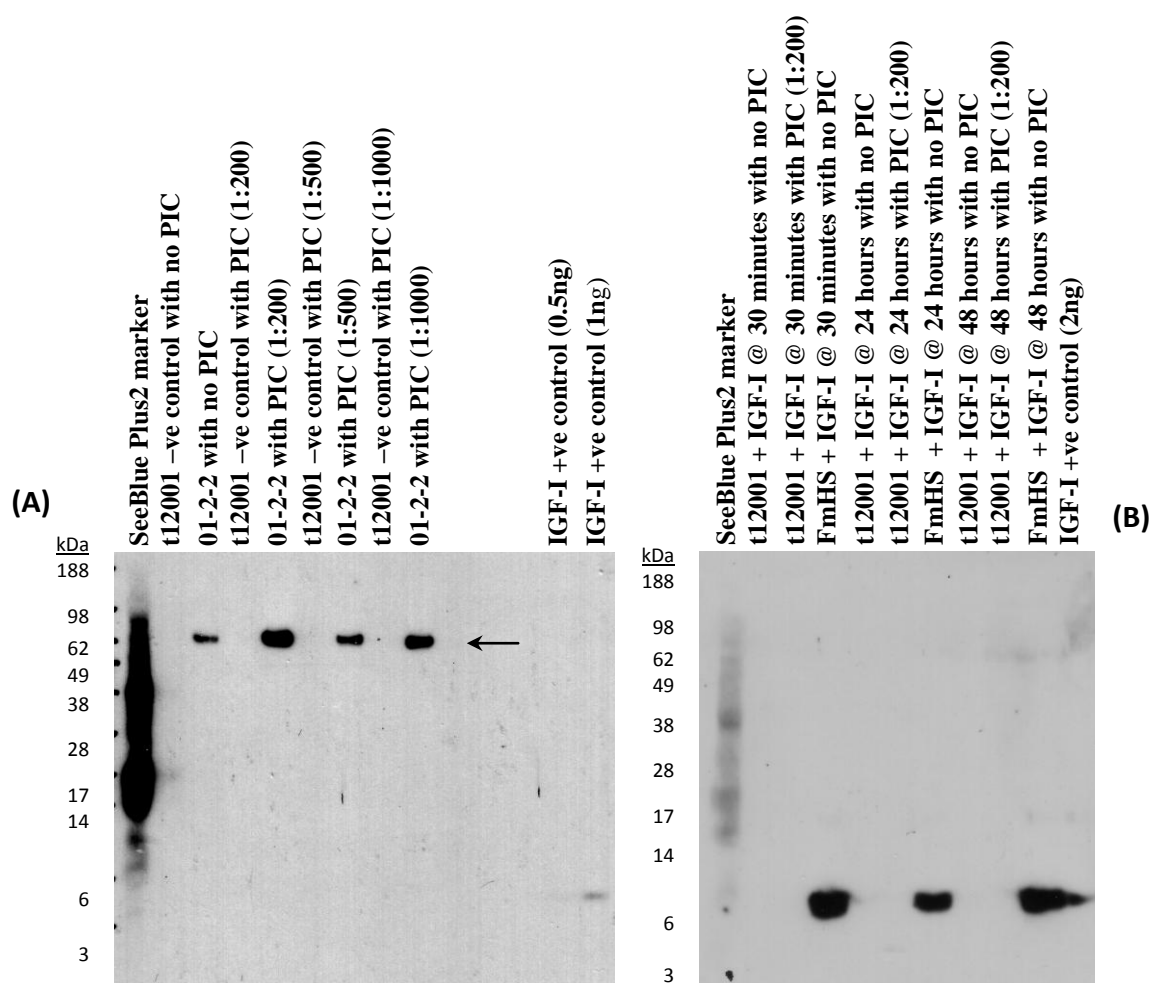 (A)
SeeBlue Plus2 marker
t12001 –ve control with no PIC
01-2-2 with no PIC
t12001 –ve control with PIC (1:200)
01-2-2 with PIC (1:200)
t12001 –ve control with PIC (1:500)
01-2-2 with PIC (1:500)
t12001 –ve control with PIC (1:1000)
01-2-2 with PIC (1:1000)
IGF-I +ve control (0.5ng)
IGF-I +ve control (1ng)
kDa
188
98
62
49
38
28
17
14
6
3
(B)
SeeBlue Plus2 marker
t12001 + IGF-I @ 30 minutes with no PIC
t12001 + IGF-I @ 30 minutes with PIC (1:200)
FmHS + IGF-I @ 30 minutes with no PIC
t12001 + IGF-I @ 24 hours with no PIC
t12001 + IGF-I @ 24 hours with PIC (1:200)
FmHS + IGF-I @ 24 hours with no PIC
t12001 + IGF-I @ 48 hours with no PIC
t12001 + IGF-I @ 48 hours with PIC (1:200)
FmHS + IGF-I @ 48 hours with no PIC
IGF-I +ve control (2ng)
kDa
188
98
62
49
38
28
17
14
6
3